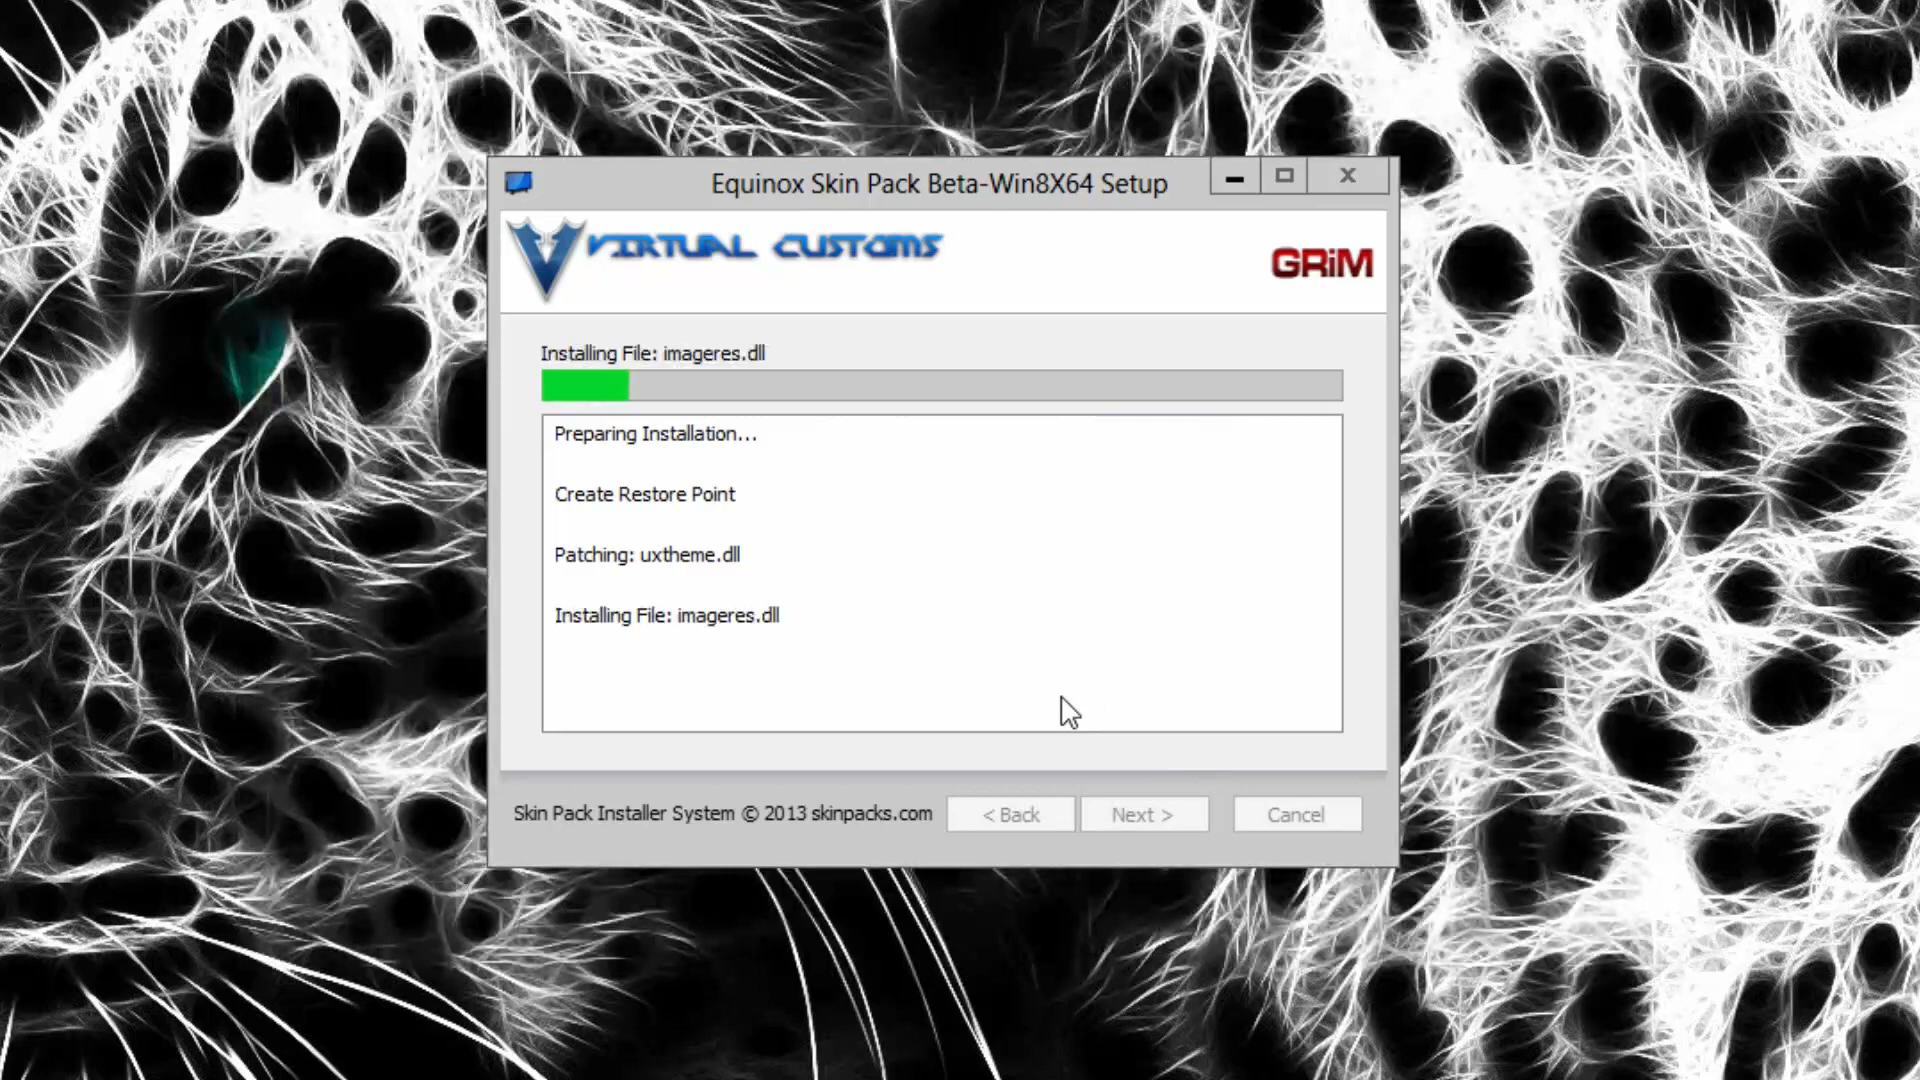 Equinox Skin Pack Beta-Win8X64 Setup
VIRTUAL CUSTOMS
GRiM
Installing File: imageres.dll
Preparing Installation...
Create Restore Point
Patching: uxtheme.dll
Installing File: imageres.dll
Skin Pack Installer System © 2013 skinpacks.com
< Back
Next >
Cancel